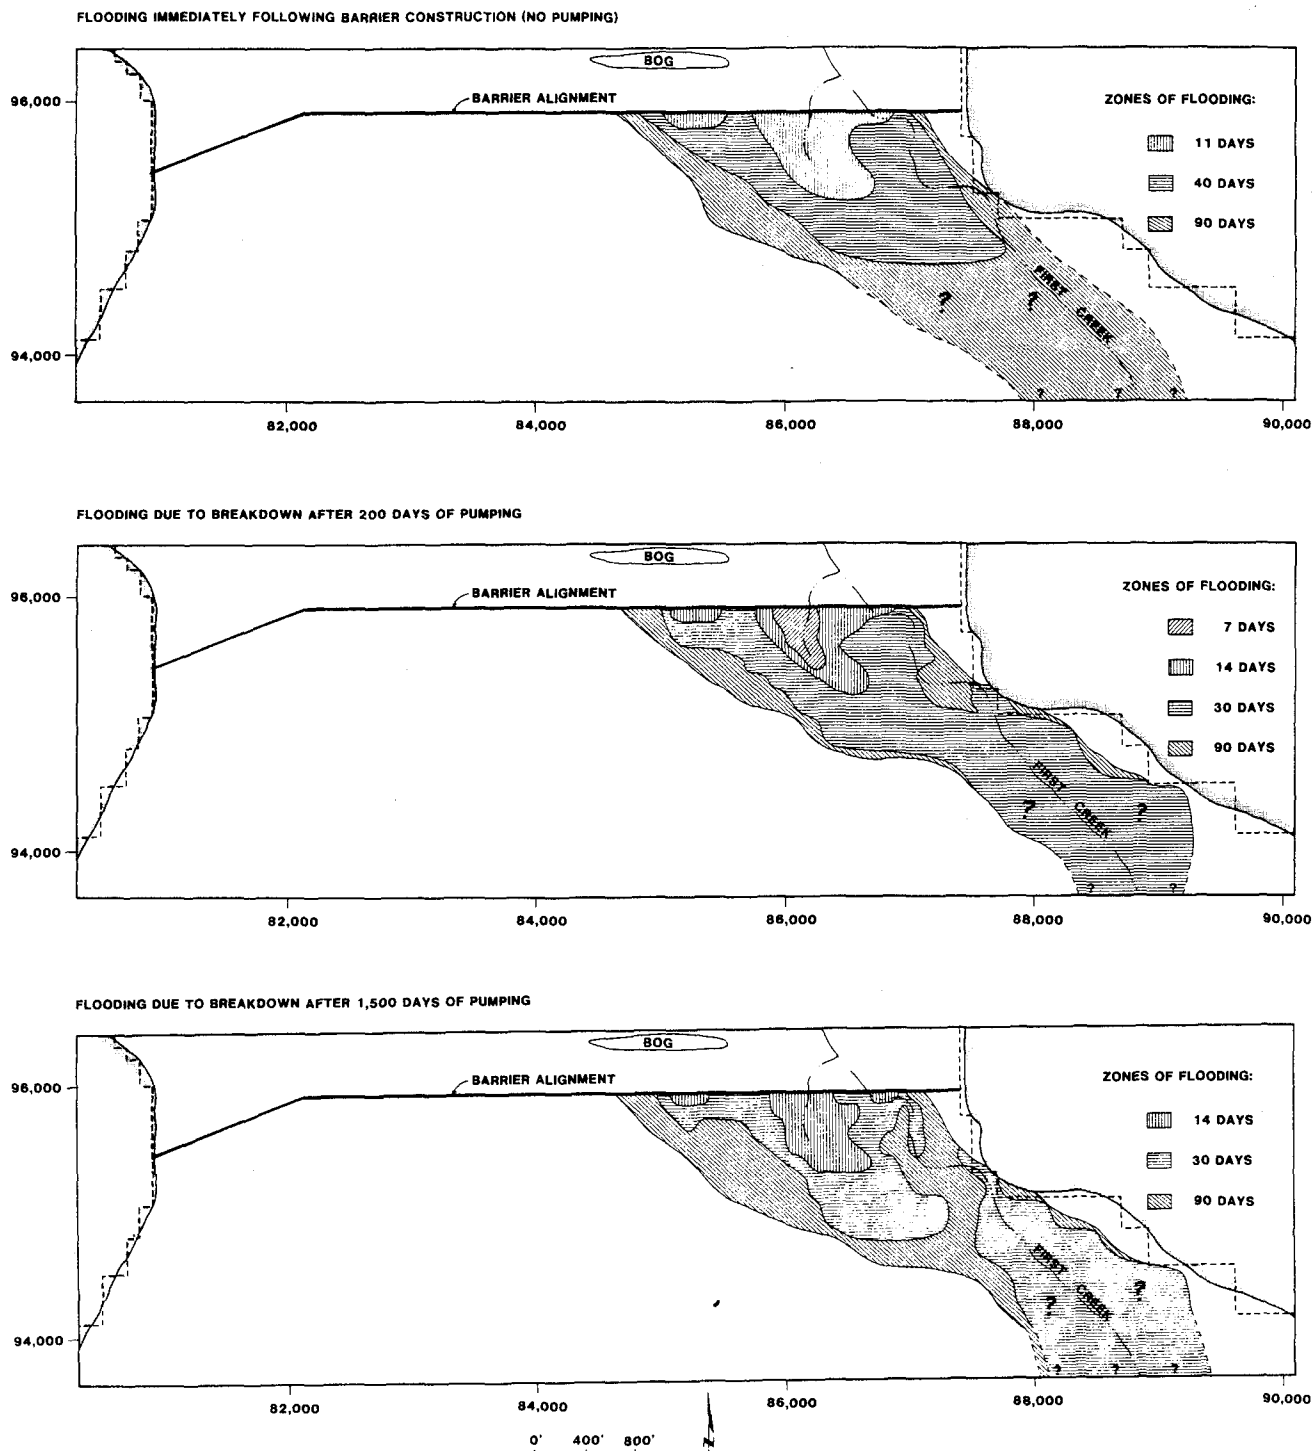 FLOODING IMMEDIATELY FOLLOWING BARRIER CONSTRUCTION (NO PUMPING)
BOG
96,000
BARRIER ALIGNMENT
ZONES OF FLOODING:
11 DAYS
40 DAYS
90 DAYS
FIRST
CREEK
? ?
94,000
? ? ?
82,000 84,000 86,000 88,000 90,000
FLOODING DUE TO BREAKDOWN AFTER 200 DAYS OF PUMPING
BOG
96,000
BARRIER ALIGNMENT
ZONES OF FLOODING:
7 DAYS
14 DAYS
30 DAYS
90 DAYS
FIRST
CREEK
? ?
94,000
? ?
82,000 84,000 86,000 88,000 90,000
FLOODING DUE TO BREAKDOWN AFTER 1,500 DAYS OF PUMPING
BOG
96,000
BARRIER ALIGNMENT
ZONES OF FLOODING:
14 DAYS
30 DAYS
90 DAYS
FIRST
CREEK
? ?
94,000
? ? ?
82,000 84,000 86,000 88,000 90,000
0' 400' 800'
N